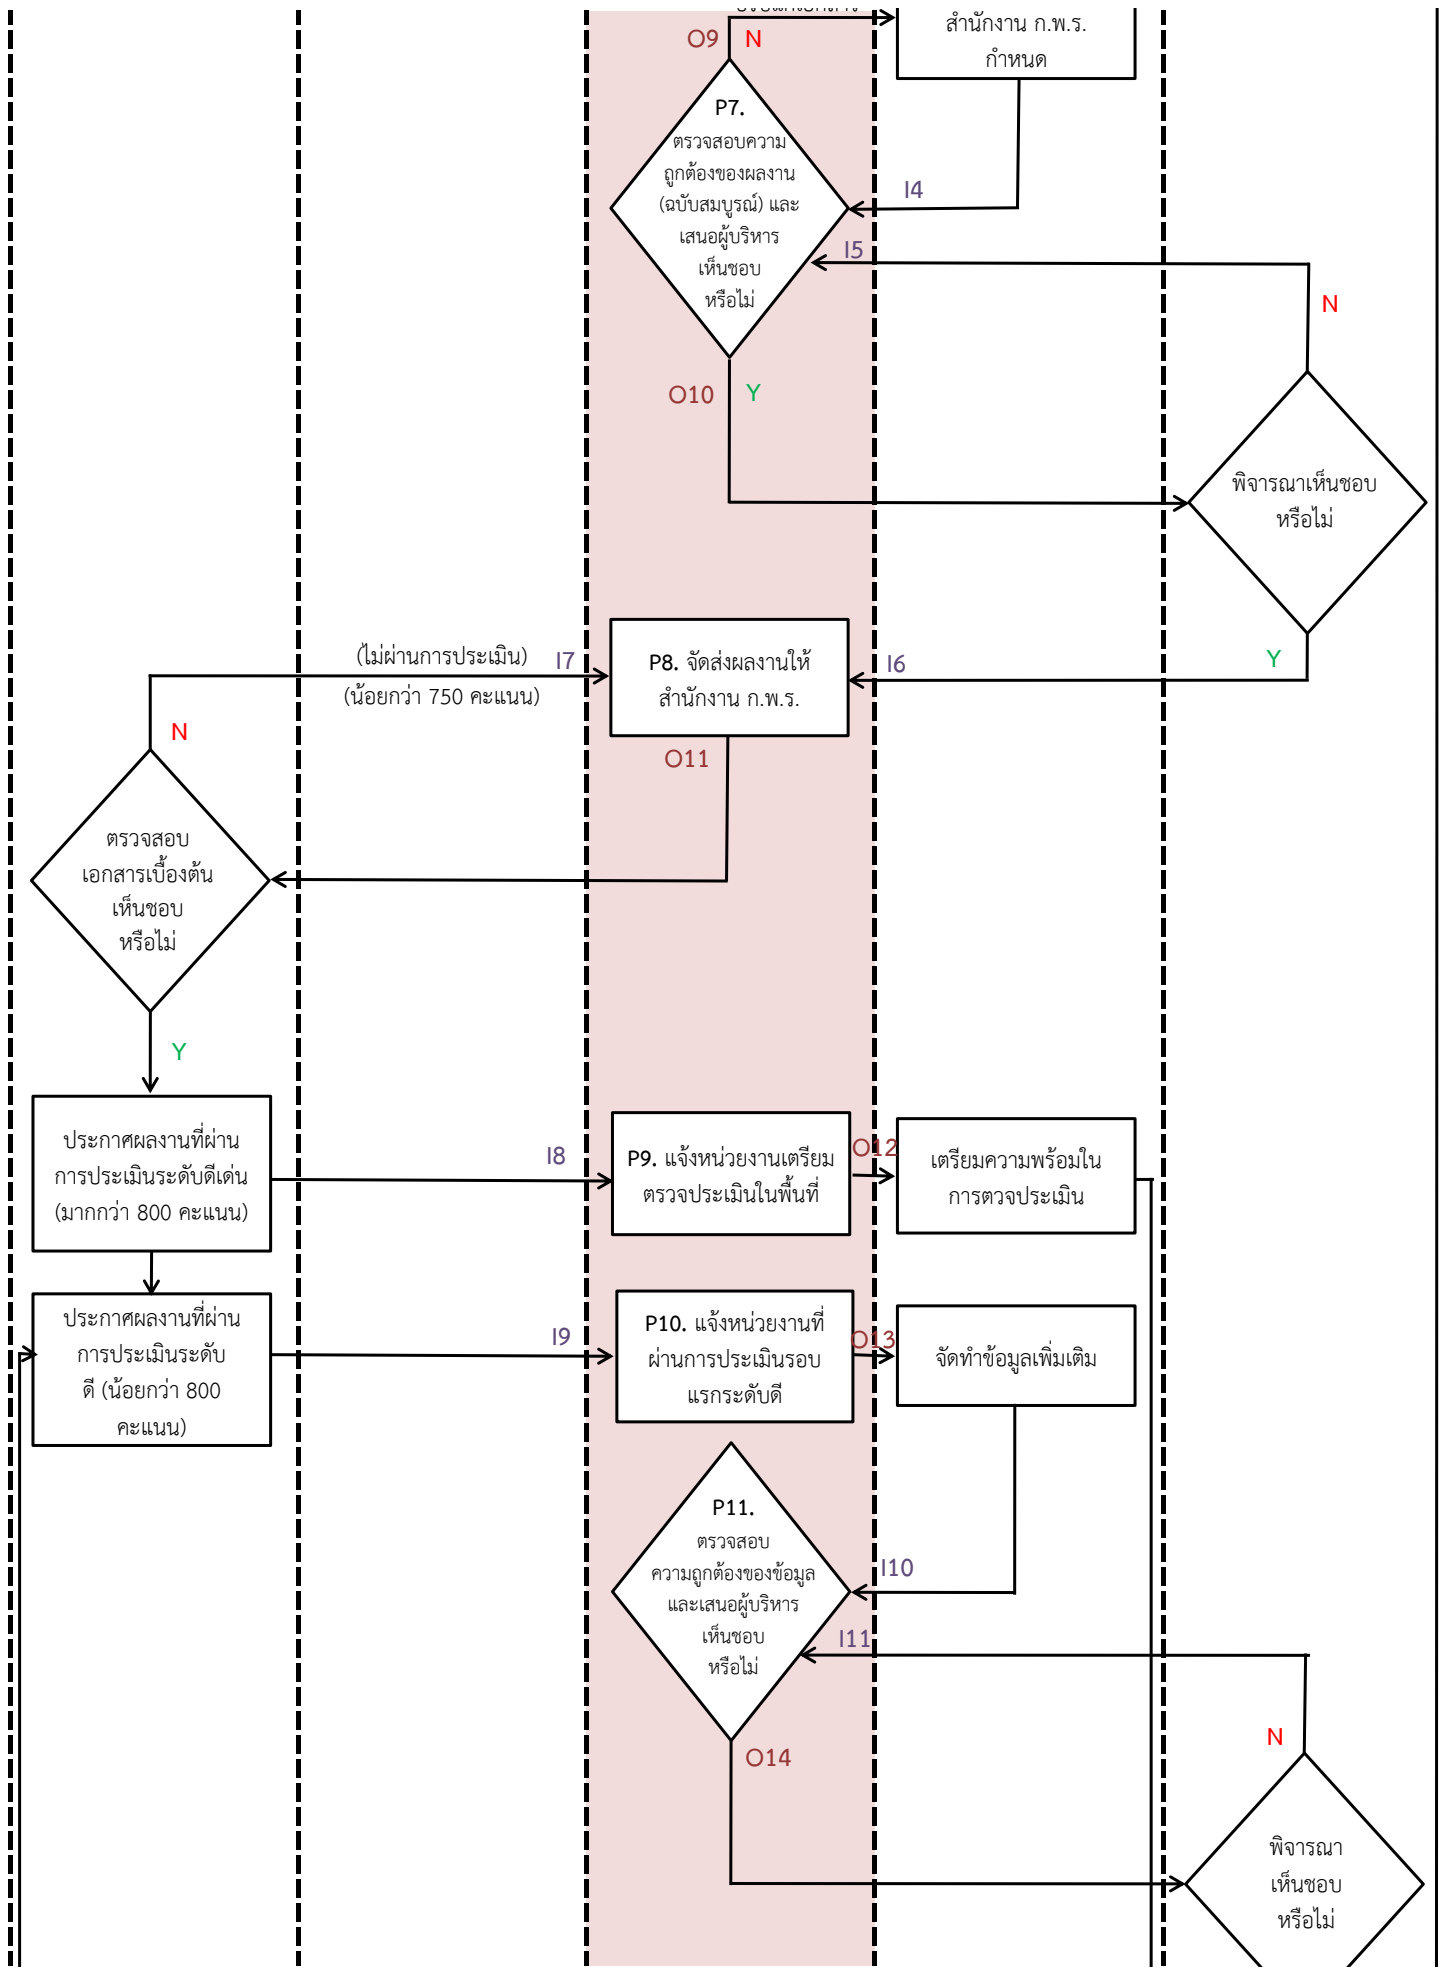 สำนักงาน ก.พ.ร.
กำหนด
O9
N
P7.
ตรวจสอบความ
ถูกต้องของผลงาน
(ฉบับสมบูรณ์) และ
เสนอผู้บริหาร
เห็นชอบ
หรือไม่
I4
I5
N
O10
Y
พิจารณาเห็นชอบ
หรือไม่
(ไม่ผ่านการประเมิน)
(น้อยกว่า 750 คะแนน)
I7
P8. จัดส่งผลงานให้
สำนักงาน ก.พ.ร.
I6
Y
N
O11
ตรวจสอบ
เอกสารเบื้องต้น
เห็นชอบ
หรือไม่
Y
ประกาศผลงานที่ผ่าน
การประเมินระดับดีเด่น
(มากกว่า 800 คะแนน)
I8
P9. แจ้งหน่วยงานเตรียม
ตรวจประเมินในพื้นที่
O12
เตรียมความพร้อมใน
การตวจประเมิน
ประกาศผลงานที่ผ่าน
การประเมินระดับ
ดี (น้อยกว่า 800
คะแนน)
I9
P10. แจ้งหน่วยงานที่
ผ่านการประเมินรอบ
แรกระดับดี
O13
จัดทำข้อมูลเพิ่มเติม
P11.
ตรวจสอบ
ความถูกต้องของข้อมูล
และเสนอผู้บริหาร
เห็นชอบ
หรือไม่
I10
I11
N
O14
พิจารณา
เห็นชอบ
หรือไม่